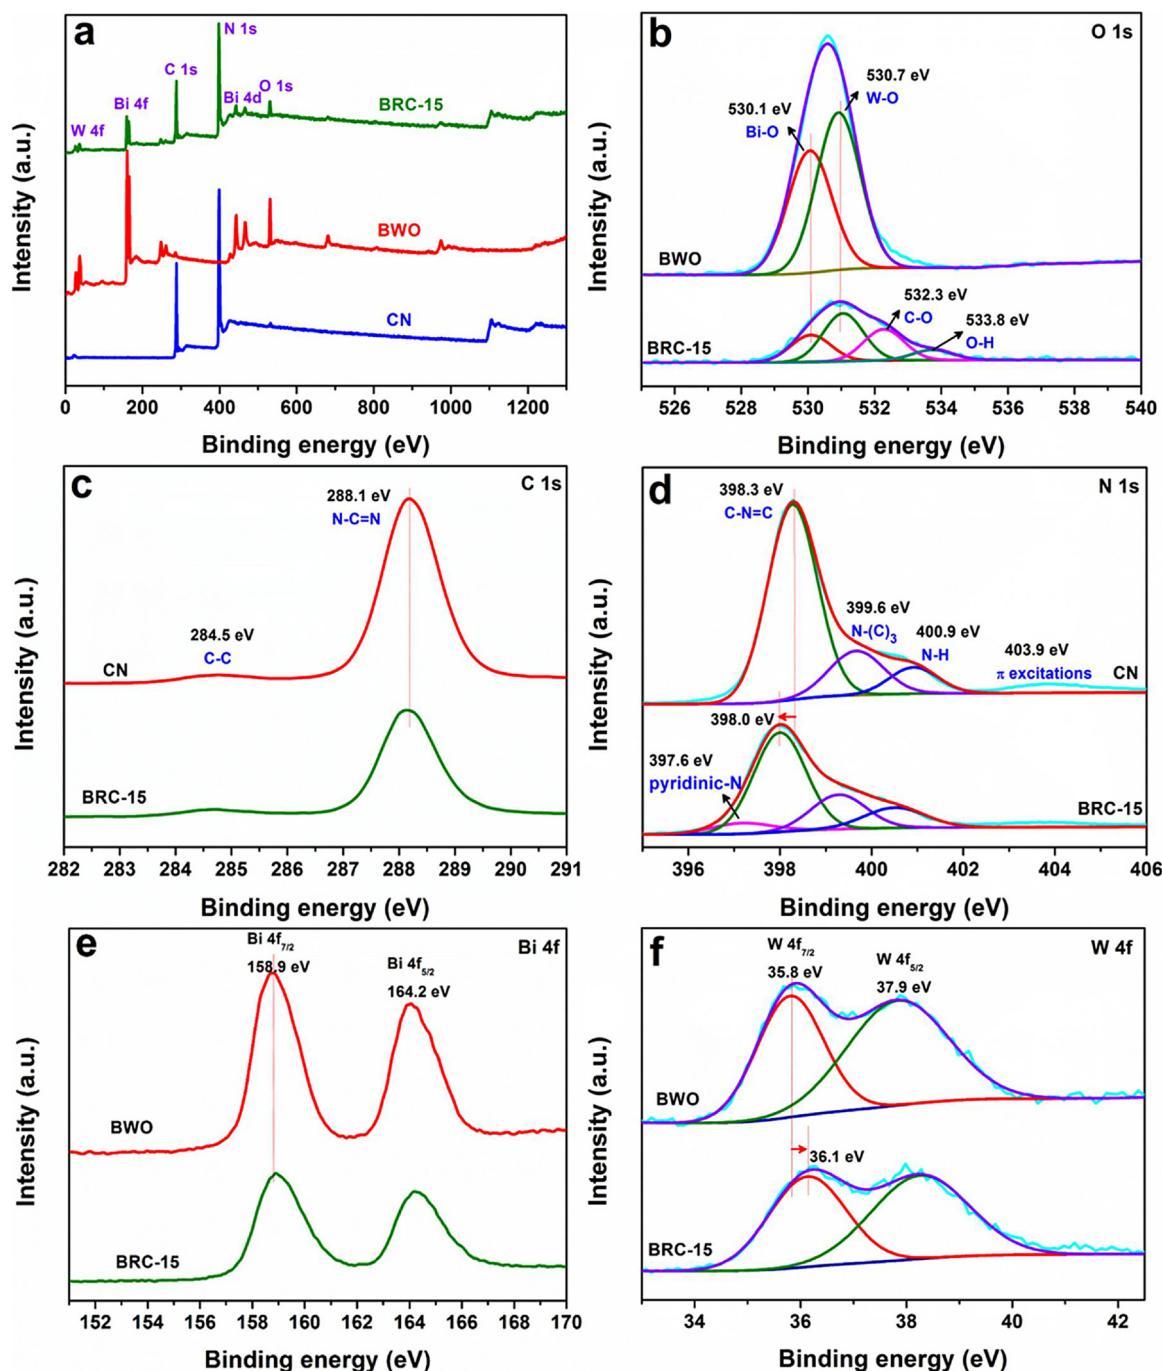 a
N 1s
C 1s
Bi 4f
Bi 4d
O 1s
W 4f
BRC-15
BWO
CN
Intensity (a.u.)
0 200 400 600 800 1000 1200
Binding energy (eV)
b
O 1s
530.7 eV
W-O
530.1 eV
Bi-O
BWO
532.3 eV
C-O
533.8 eV
O-H
BRC-15
Intensity (a.u.)
526 528 530 532 534 536 538 540
Binding energy (eV)
c
C 1s
288.1 eV
N-C=N
284.5 eV
C-C
CN
BRC-15
Intensity (a.u.)
282 283 284 285 286 287 288 289 290 291
Binding energy (eV)
d
N 1s
398.3 eV
C-N=C
399.6 eV
N-(C)3
400.9 eV
N-H
403.9 eV
π excitations
CN
398.0 eV
397.6 eV
pyridinic-N
BRC-15
Intensity (a.u.)
396 398 400 402 404 406
Binding energy (eV)
e
Bi 4f
Bi 4f7/2
158.9 eV
Bi 4f5/2
164.2 eV
BWO
BRC-15
Intensity (a.u.)
152 154 156 158 160 162 164 166 168 170
Binding energy (eV)
f
W 4f
W 4f7/2
35.8 eV
W 4f5/2
37.9 eV
BWO
36.1 eV
BRC-15
Intensity (a.u.)
34 36 38 40 42
Binding energy (eV)